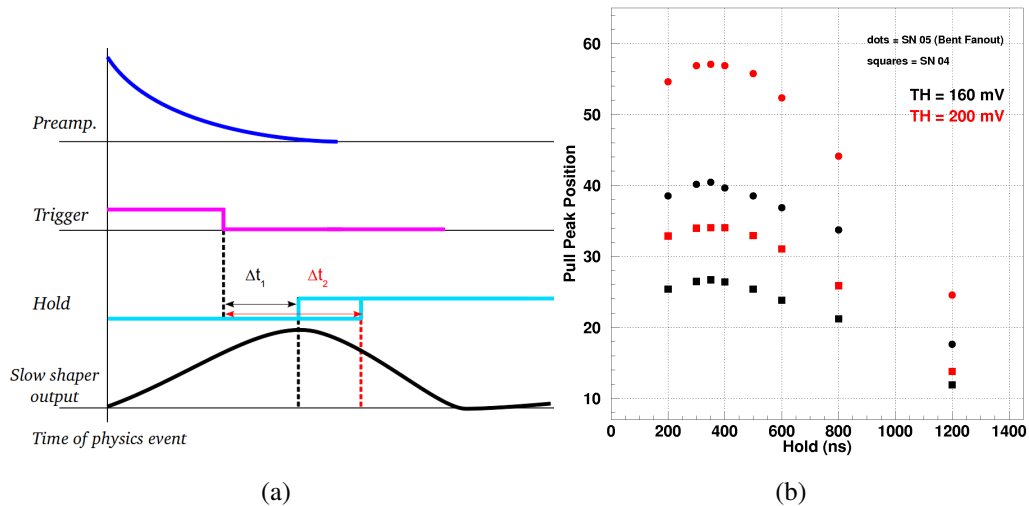 Preamp.
Trigger
Δt1 Δt2
Hold
Slow shaper
output
Time of physics event
(a)
60
50
40
30
20
10
Pull Peak Position
dots = SN 05 (Bent Fanout)
squares = SN 04
TH = 160 mV
TH = 200 mV
0 200 400 600 800 1000 1200 1400
Hold (ns)
(b)